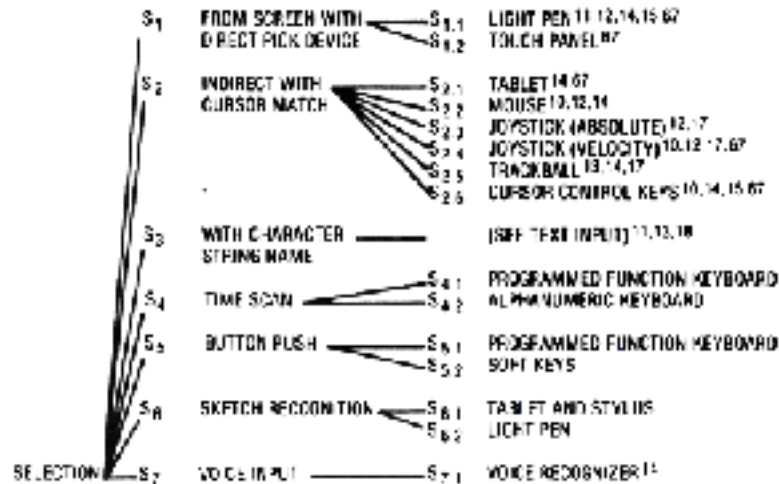 S1 FROM SCREEN WITH DIRECT PICK DEVICE
S1.1 LIGHT PEN 11,12,14,15,67
S1.2 TOUCH PANEL 67
S2 INDIRECT WITH CURSOR MATCH
S2.1 TABLET 14,67
S2.2 MOUSE 10,12,14
S2.3 JOYSTICK (ABSOLUTE) 12,17
S2.4 JOYSTICK (VELOCITY) 10,12,17,67
S2.5 TRACKBALL 13,14,17
S2.6 CURSOR CONTROL KEYS 10,14,15,67
S3 WITH CHARACTER STRING NAME
(SEE TEXT INPUT)
S4 TIME SCAN
S4.1 PROGRAMMED FUNCTION KEYBOARD
S4.2 ALPHANUMERIC KEYBOARD
S5 BUTTON PUSH
S5.1 PROGRAMMED FUNCTION KEYBOARD
S5.2 SOFT KEYS
S6 SKETCH RECOGNITION
S6.1 TABLET AND STYLUS
S6.2 LIGHT PEN
SELECTION
S7 VOICE INPUT
S7.1 VOICE RECOGNIZER